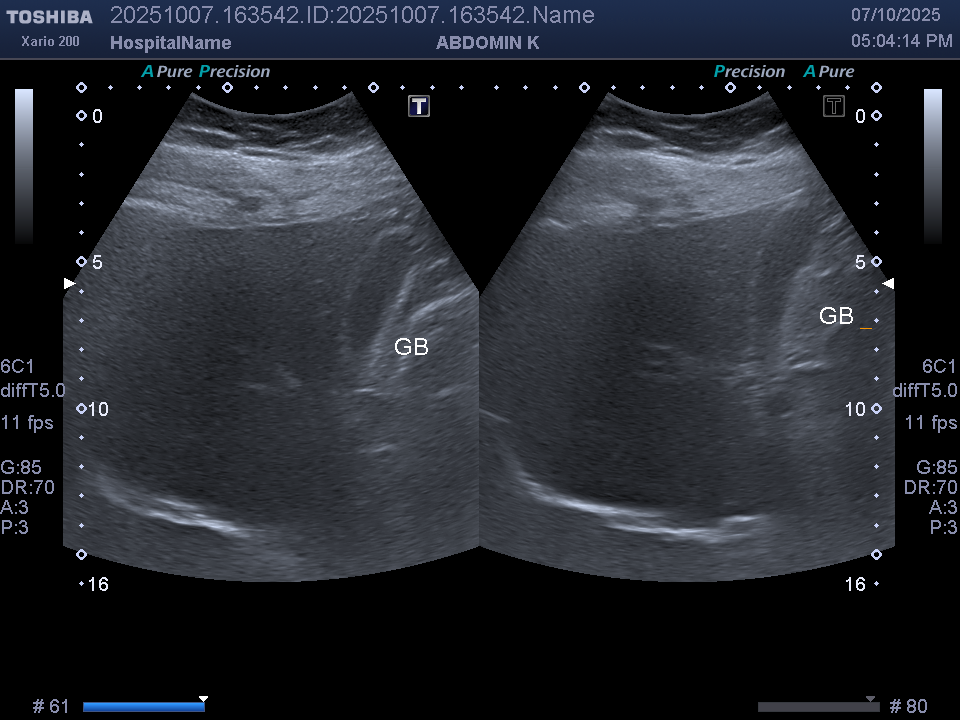 TOSHIBA 20251007.163542.ID:20251007.163542.Name 07/10/2025
Xario 200 HospitalName ABDOMIN K 05:04:14 PM
A Pure Precision Precision A Pure
T T
0 0
5 5
GB _
GB
6C1 6C1
diffT5.0 diffT5.0
10 10
11 fps 11 fps
G:85 G:85
DR:70 DR:70
A:3 A:3
P:3 P:3
16 16
# 61 # 80